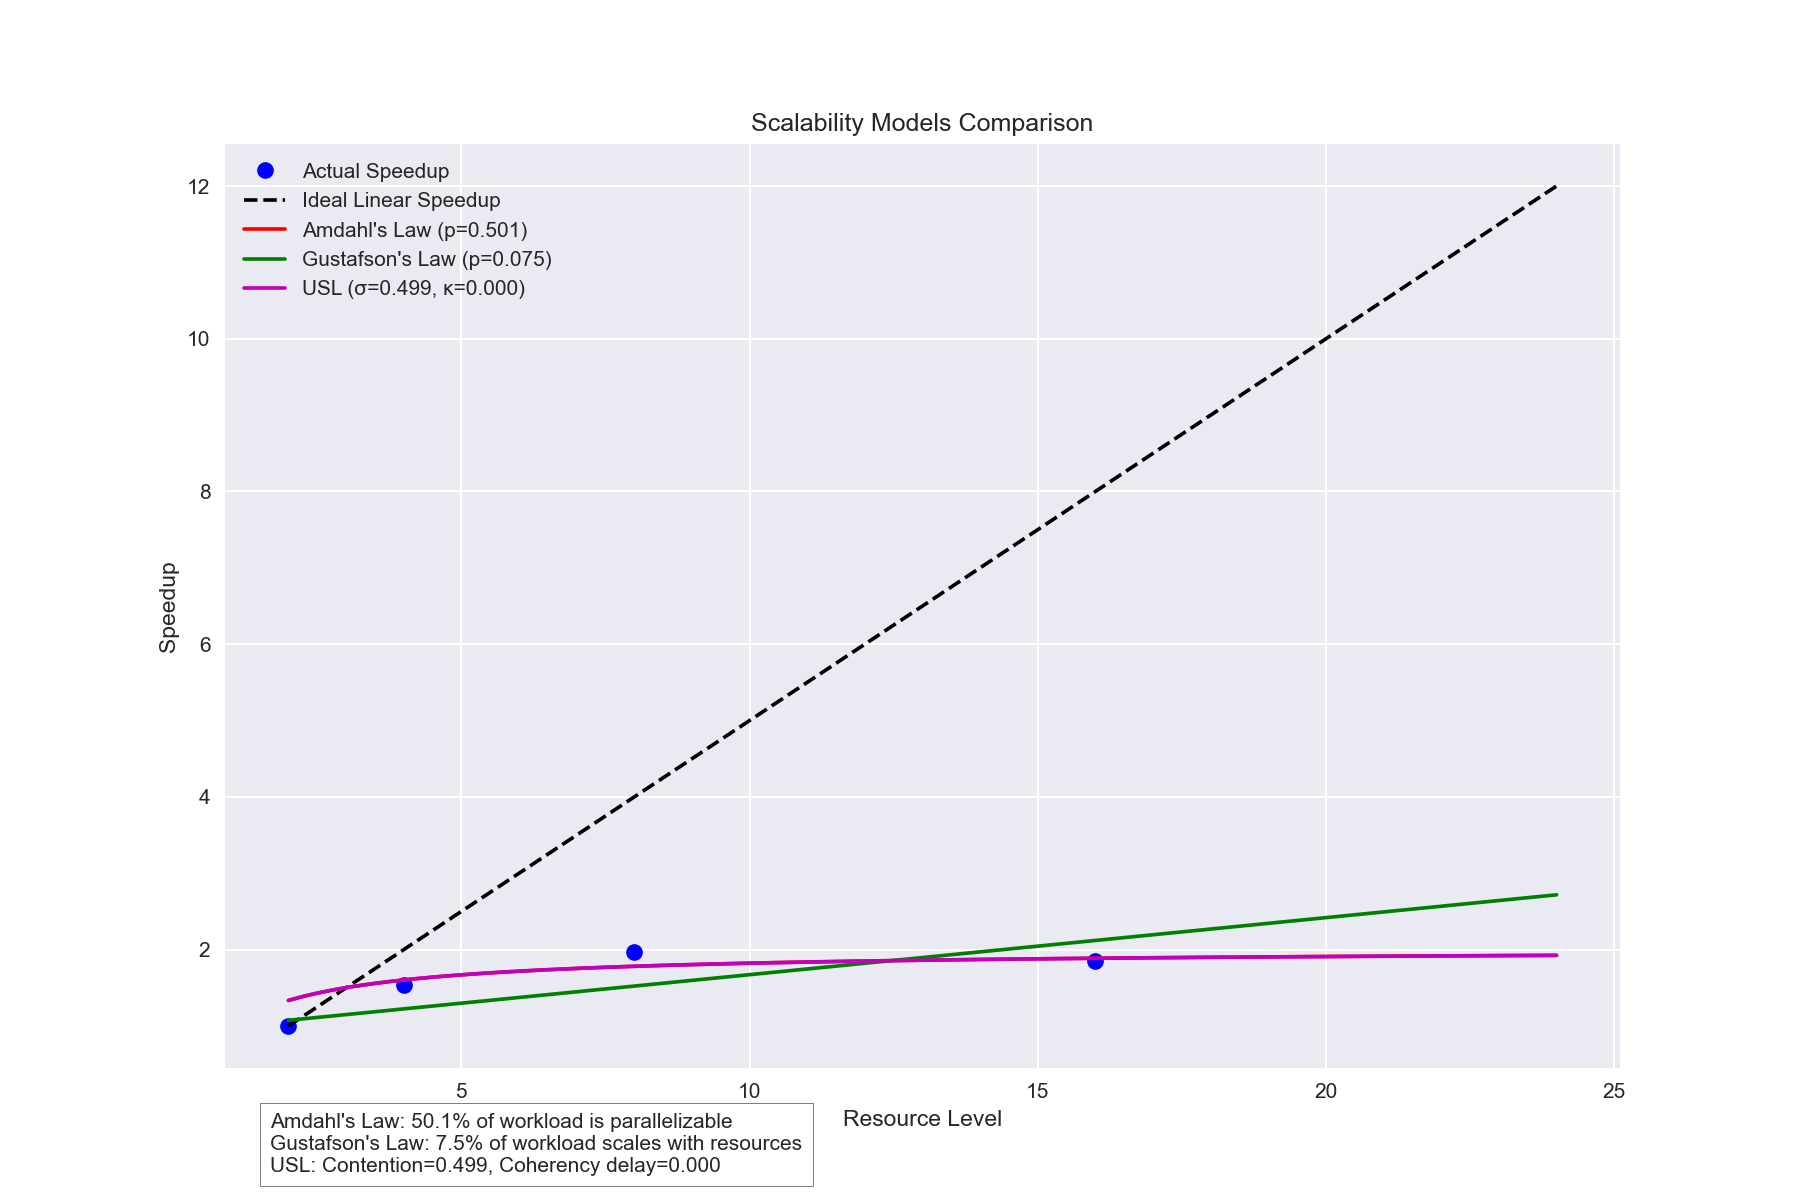 Scalability Models Comparison
Actual Speedup
Ideal Linear Speedup
Amdahl's Law (p=0.501)
Gustafson's Law (p=0.075)
USL (σ=0.499, κ=0.000)
12
10
8
6
4
2
Speedup
5
10
15
20
25
Resource Level
Amdahl's Law: 50.1% of workload is parallelizable
Gustafson's Law: 7.5% of workload scales with resources
USL: Contention=0.499, Coherency delay=0.000